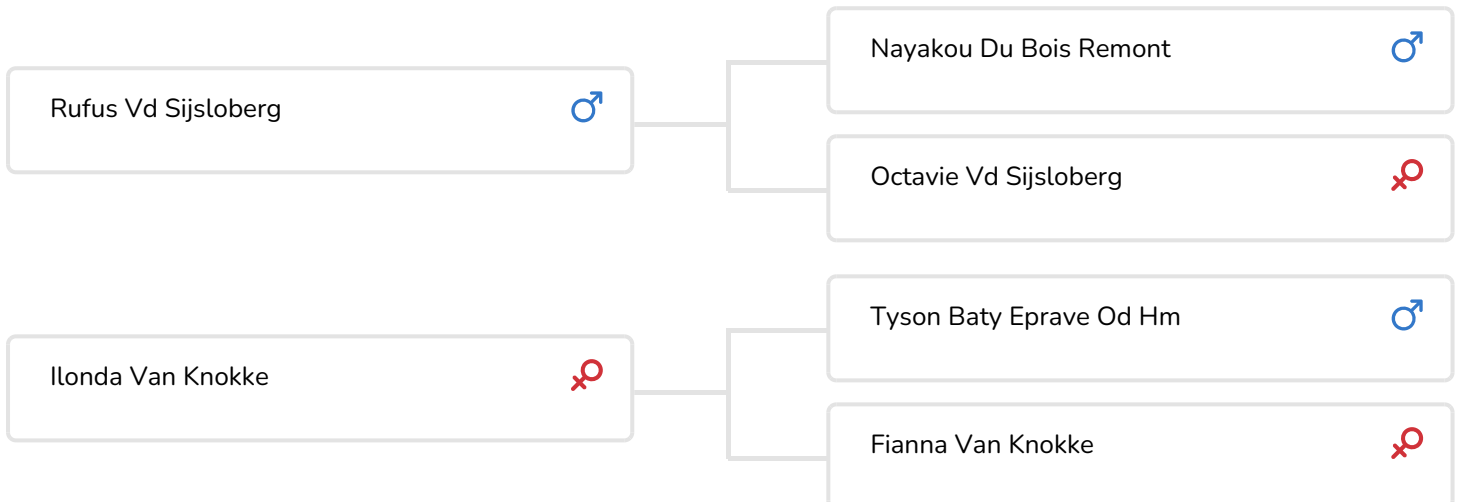 Nayakou Du Bois Remont
Rufus Vd Sijsloberg
Octavie Vd Sijsloberg
Tyson Baty Eprave Od Hm
Ilonda Van Knokke
Fianna Van Knokke